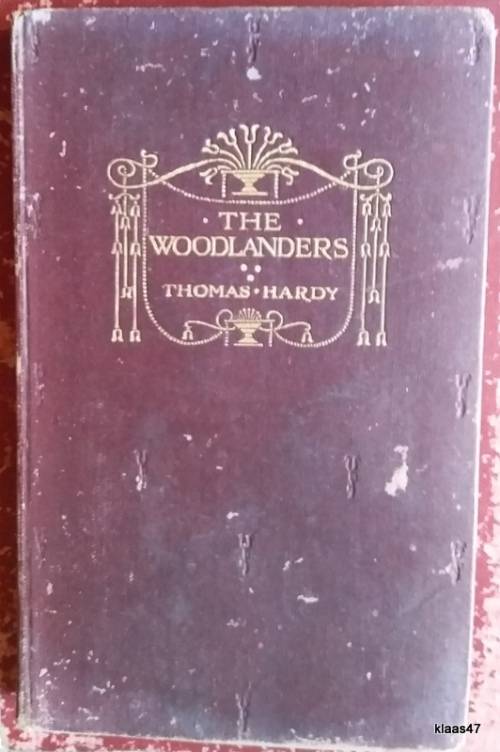 · THE ·
WOODLANDERS
THOMAS · HARDY
klaas47